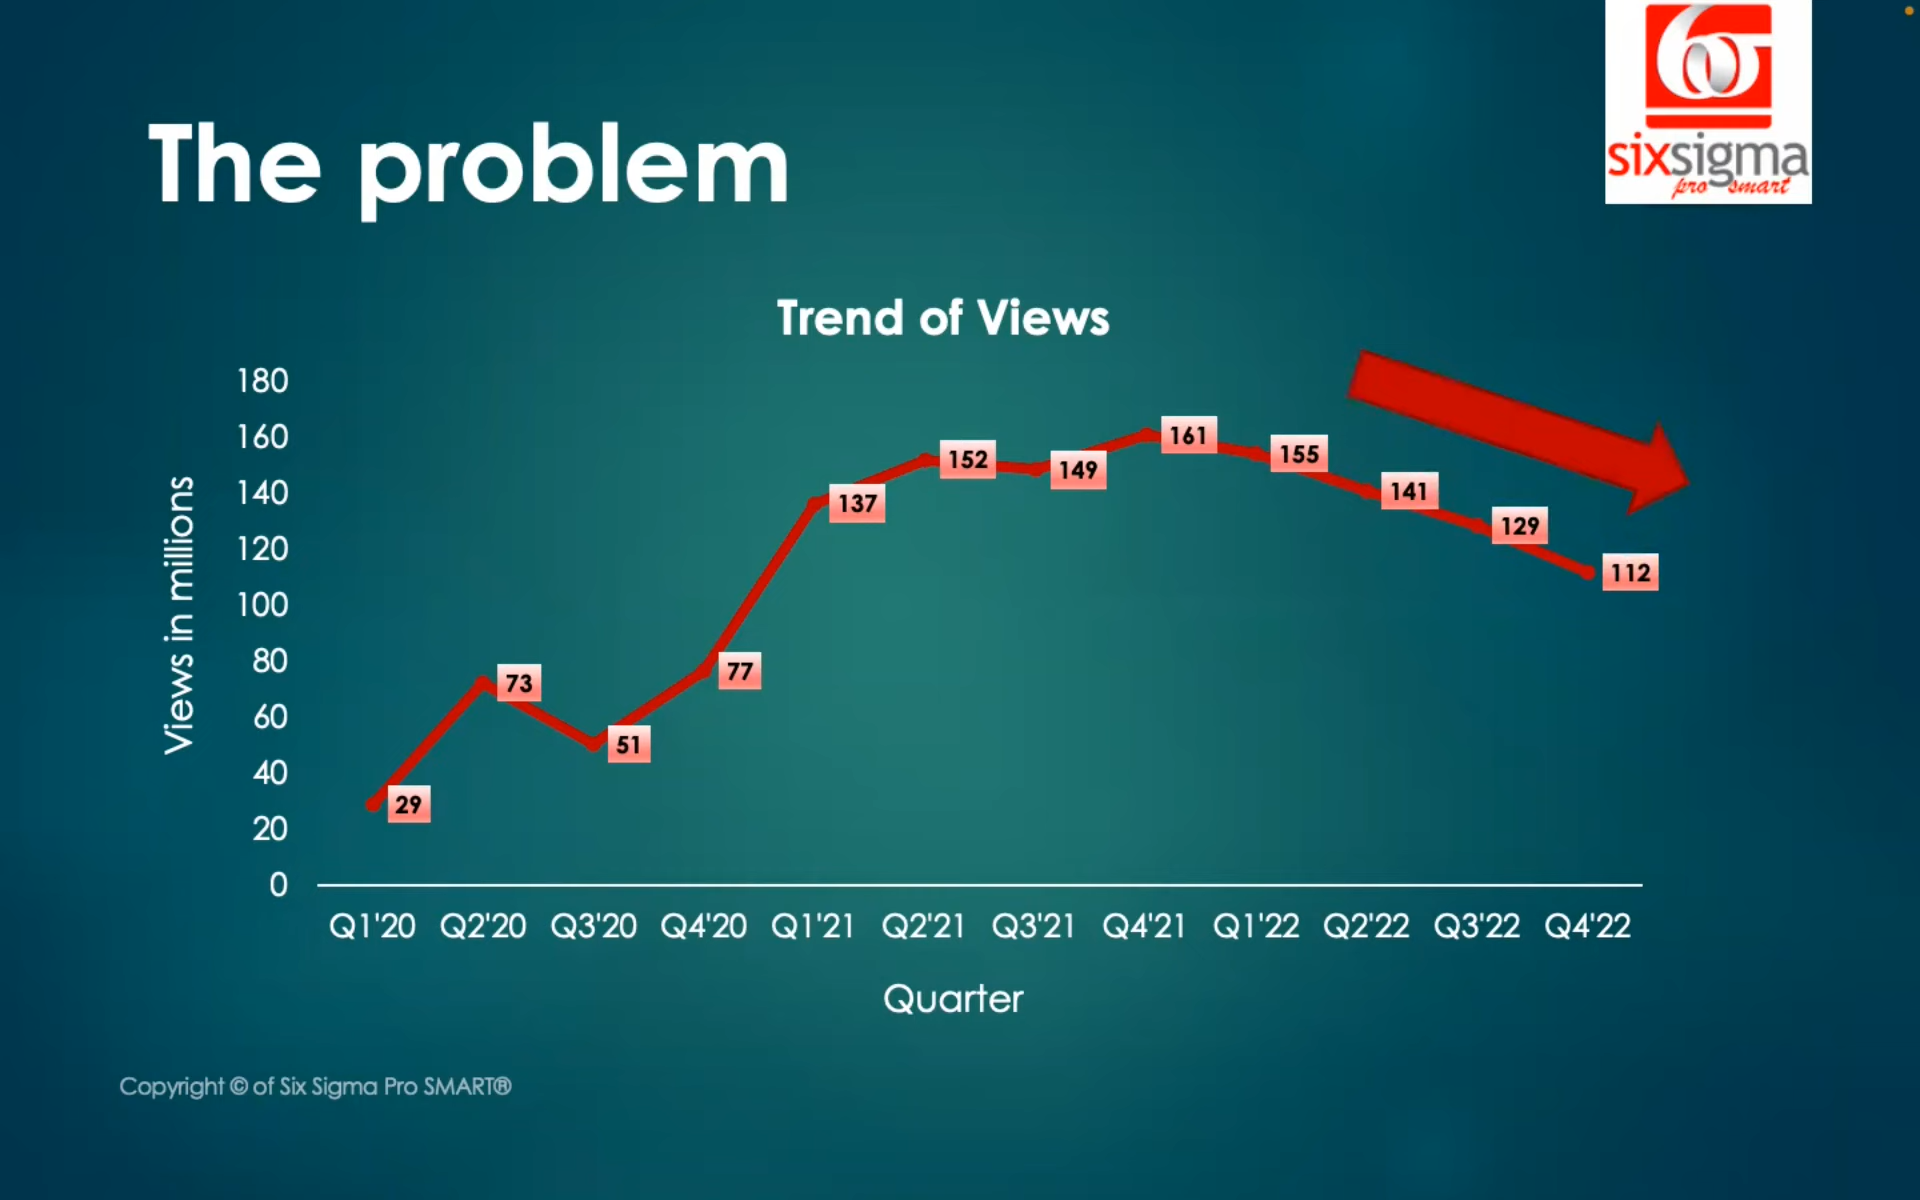 sixsigma
pro smart
The problem
Trend of Views
Views in millions
180
160
140
120
100
80
60
40
20
0
29
73
51
77
137
152
149
161
155
141
129
112
Q1'20 Q2'20 Q3'20 Q4'20 Q1'21 Q2'21 Q3'21 Q4'21 Q1'22 Q2'22 Q3'22 Q4'22
Quarter
Copyright © of Six Sigma Pro SMART®